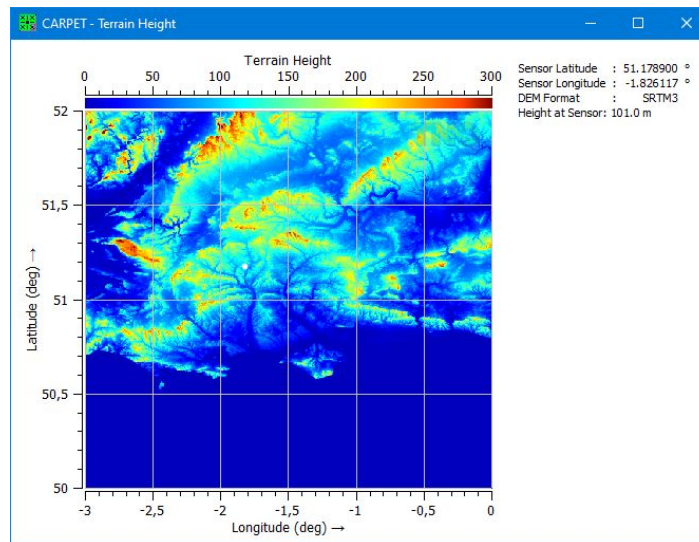 CARPET - Terrain Height
Terrain Height
0 50 100 150 200 250 300
Sensor Latitude : 51.178900 °
Sensor Longitude : -1.826117 °
DEM Format : SRTM3
Height at Sensor: 101.0 m
52
51,5
51
50,5
50
Latitude (deg) →
-3 -2,5 -2 -1,5 -1 -0,5 0
Longitude (deg) →